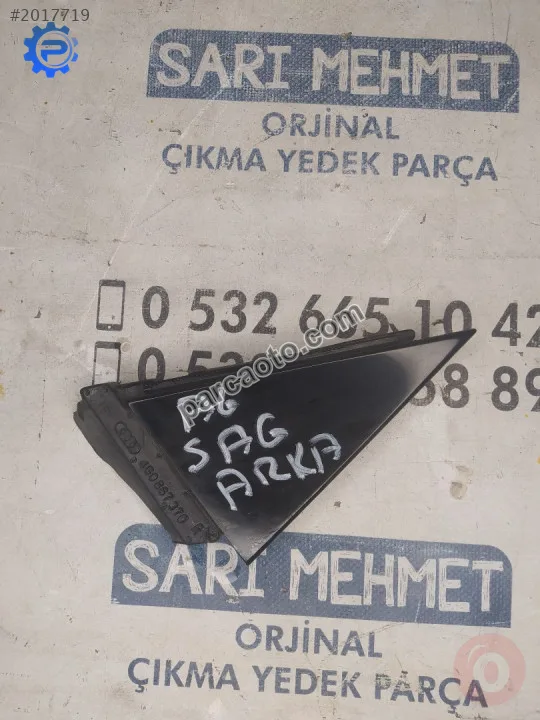 #2017719
SARI MEHMET
ORJİNAL
ÇIKMA YEDEK PARÇA
0 532 665 10 42
parcaoto.com
SAG
ARKA
4G0867370
SARI MEHMET
ORJİNAL
ÇIKMA YEDEK PARÇA